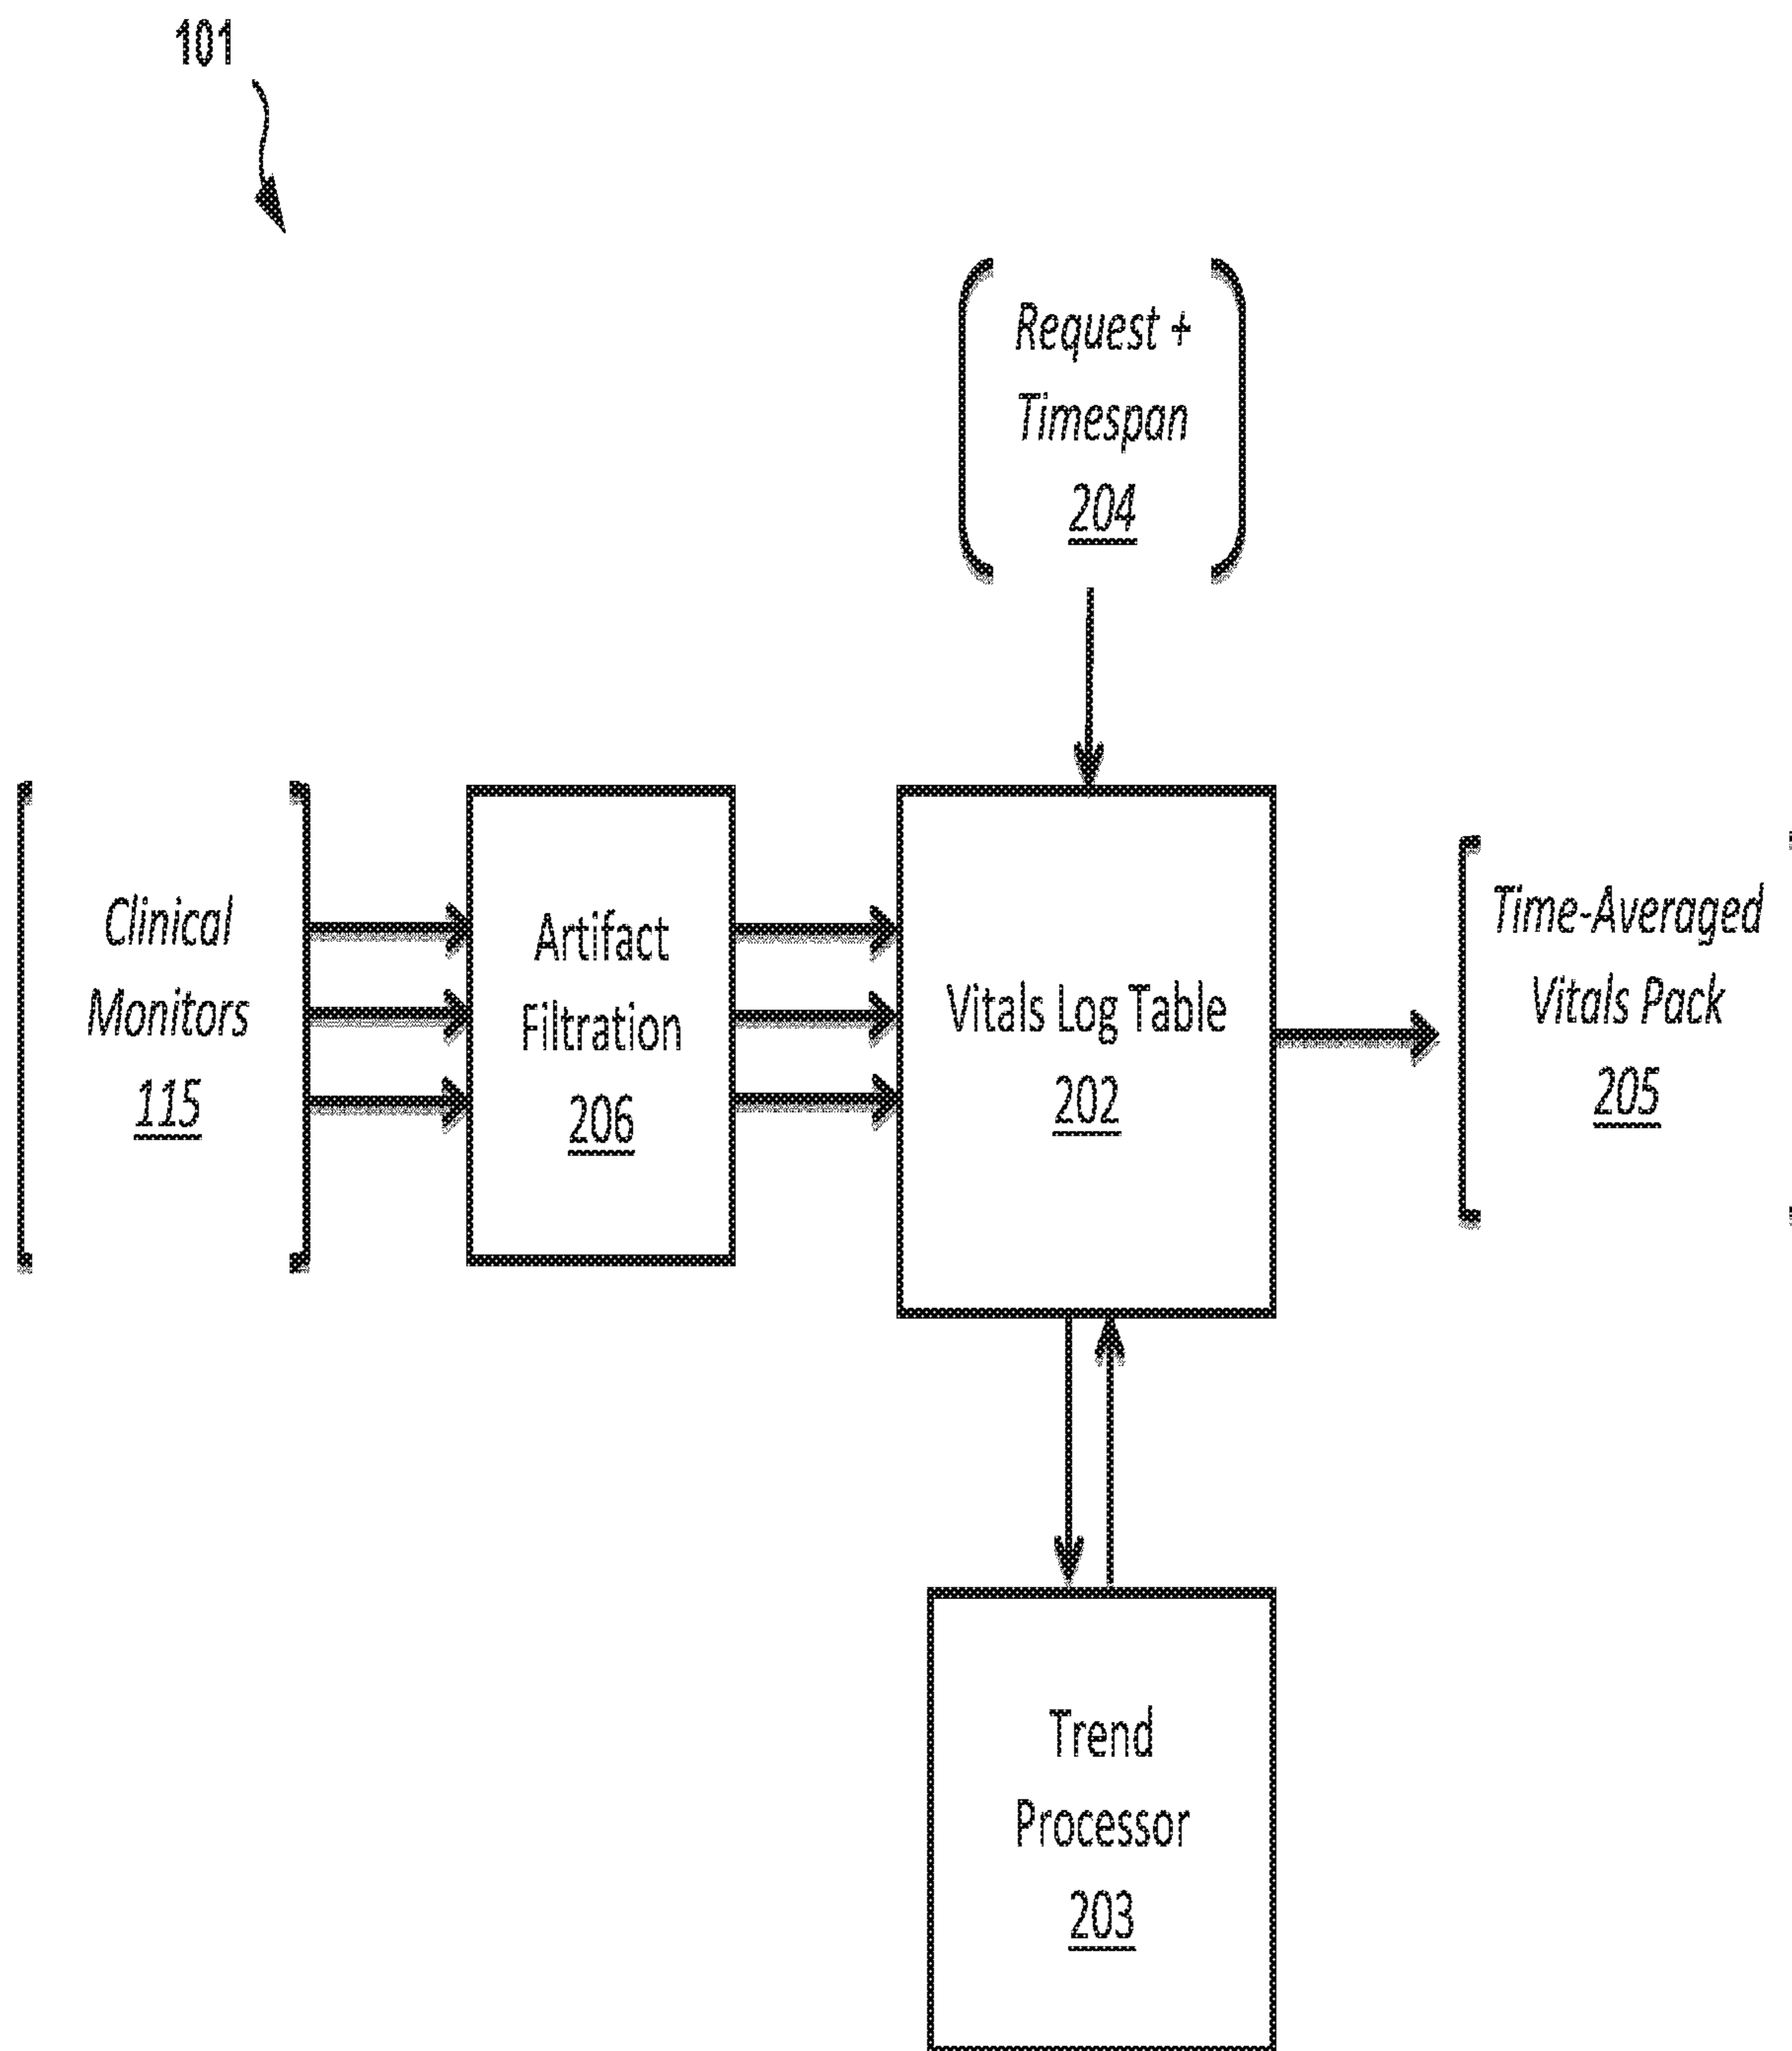 101
Request +
Timespan
204
Clinical
Monitors
115
Artifact
Filtration
206
Vitals Log Table
202
Time-Averaged
Vitals Pack
205
Trend
Processor
203